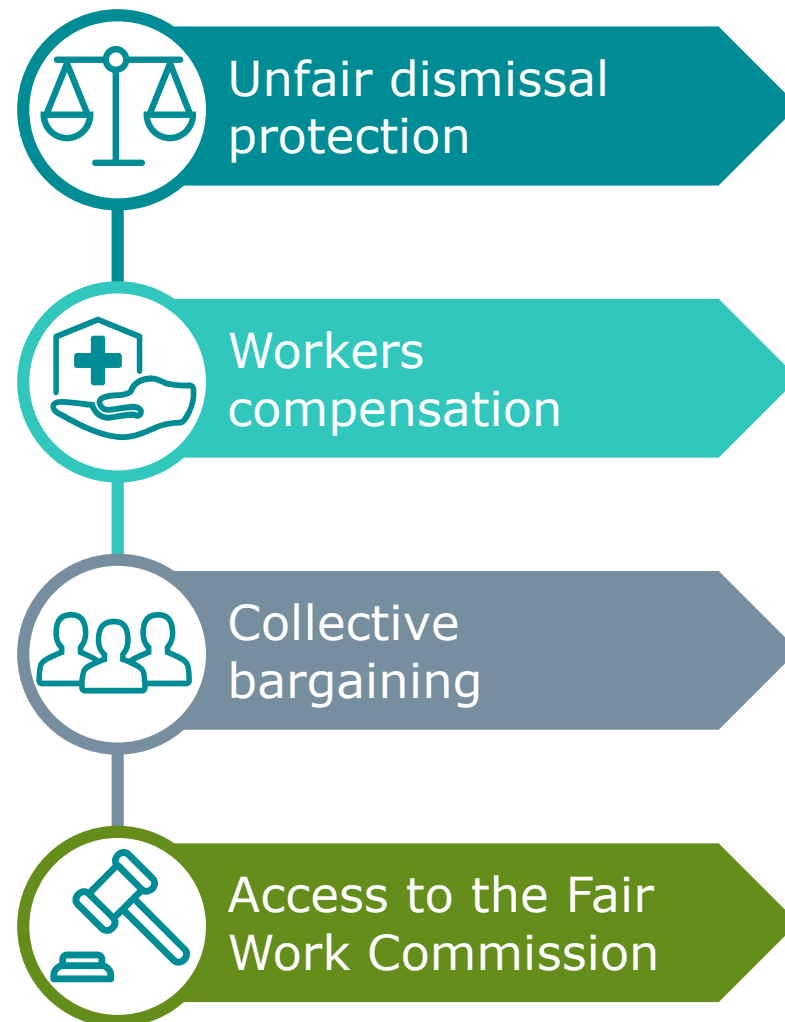 Unfair dismissal
protection
Workers
compensation
Collective
bargaining
Access to the Fair
Work Commission